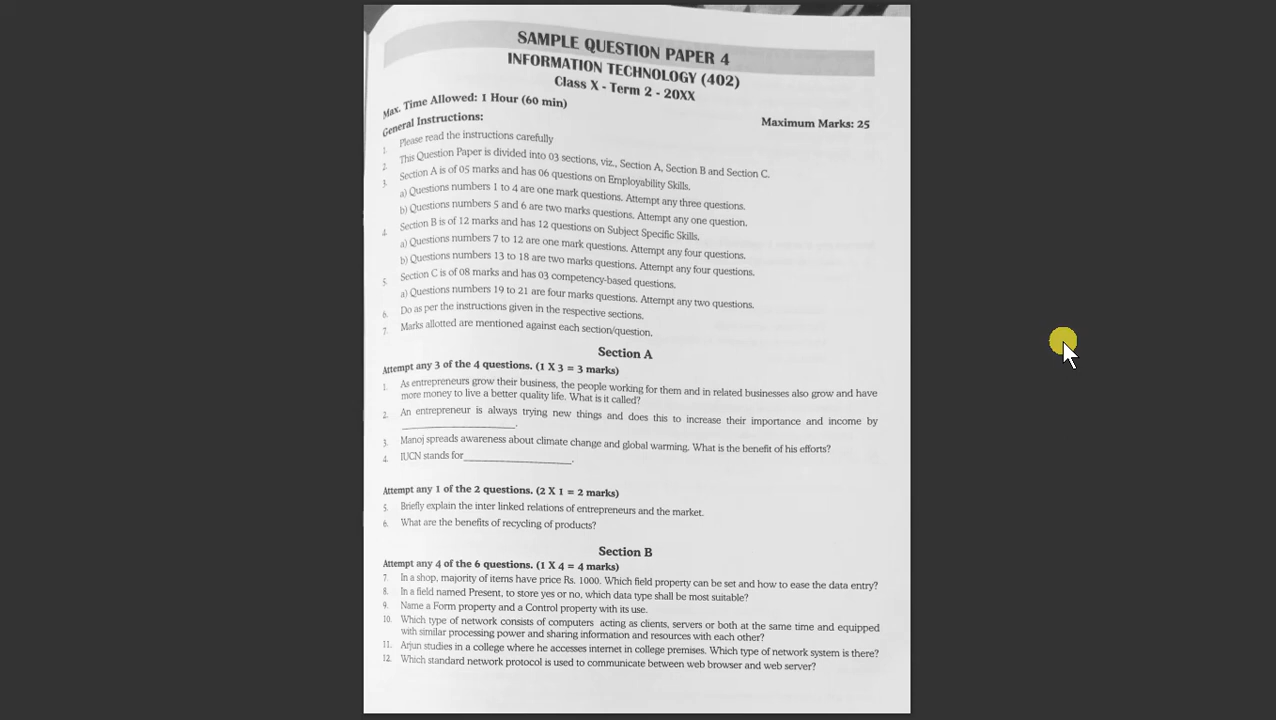 SAMPLE QUESTION PAPER 4
INFORMATION TECHNOLOGY (402)
Class X - Term 2 - 20XX
Max. Time Allowed: 1 Hour (60 min)
Maximum Marks: 25
General Instructions:
1. Please read the instructions carefully
2. This Question Paper is divided into 03 sections, viz., Section A, Section B and Section C.
3. Section A is of 05 marks and has 06 questions on Employability Skills.
a) Questions numbers 1 to 4 are one mark questions. Attempt any three questions.
b) Questions numbers 5 and 6 are two marks questions. Attempt any one question.
4. Section B is of 12 marks and has 12 questions on Subject Specific Skills.
a) Questions numbers 7 to 12 are one mark questions. Attempt any four questions.
b) Questions numbers 13 to 18 are two marks questions. Attempt any four questions.
5. Section C is of 08 marks and has 03 competency-based questions.
a) Questions numbers 19 to 21 are four marks questions. Attempt any two questions.
6. Do as per the instructions given in the respective sections.
7. Marks allotted are mentioned against each section/question.
Section A
Attempt any 3 of the 4 questions. (1 X 3 = 3 marks)
1. As entrepreneurs grow their business, the people working for them and in related businesses also grow and have
more money to live a better quality life. What is it called?
2. An entrepreneur is always trying new things and does this to increase their importance and income by
____________________.
3. Manoj spreads awareness about climate change and global warming. What is the benefit of his efforts?
4. IUCN stands for____________________.
Attempt any 1 of the 2 questions. (2 X 1 = 2 marks)
5. Briefly explain the inter linked relations of entrepreneurs and the market.
6. What are the benefits of recycling of products?
Section B
Attempt any 4 of the 6 questions. (1 X 4 = 4 marks)
7. In a shop, majority of items have price Rs. 1000. Which field property can be set and how to ease the data entry?
8. In a field named Present, to store yes or no, which data type shall be most suitable?
9. Name a Form property and a Control property with its use.
10. Which type of network consists of computers acting as clients, servers or both at the same time and equipped
with similar processing power and sharing information and resources with each other?
11. Arjun studies in a college where he accesses internet in college premises. Which type of network system is there?
12. Which standard network protocol is used to communicate between web browser and web server?